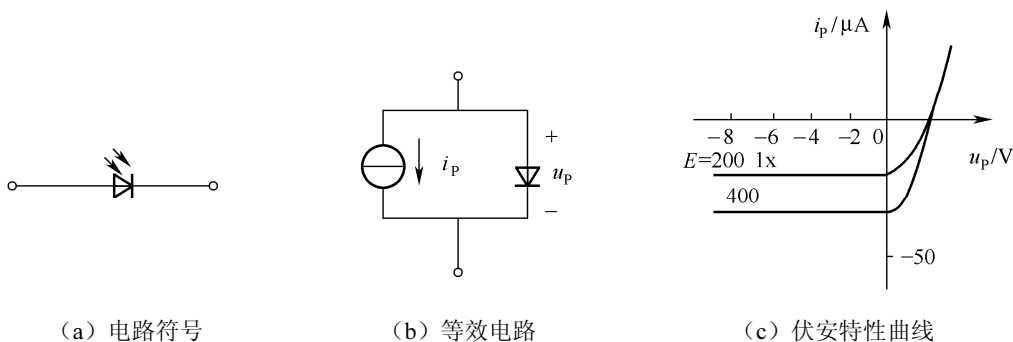 i_P/μA
−8 −6 −4 −2 0
u_P/V
E=200 1x
400
−50
+
i_P
u_P
−
（a）电路符号
（b）等效电路
（c）伏安特性曲线